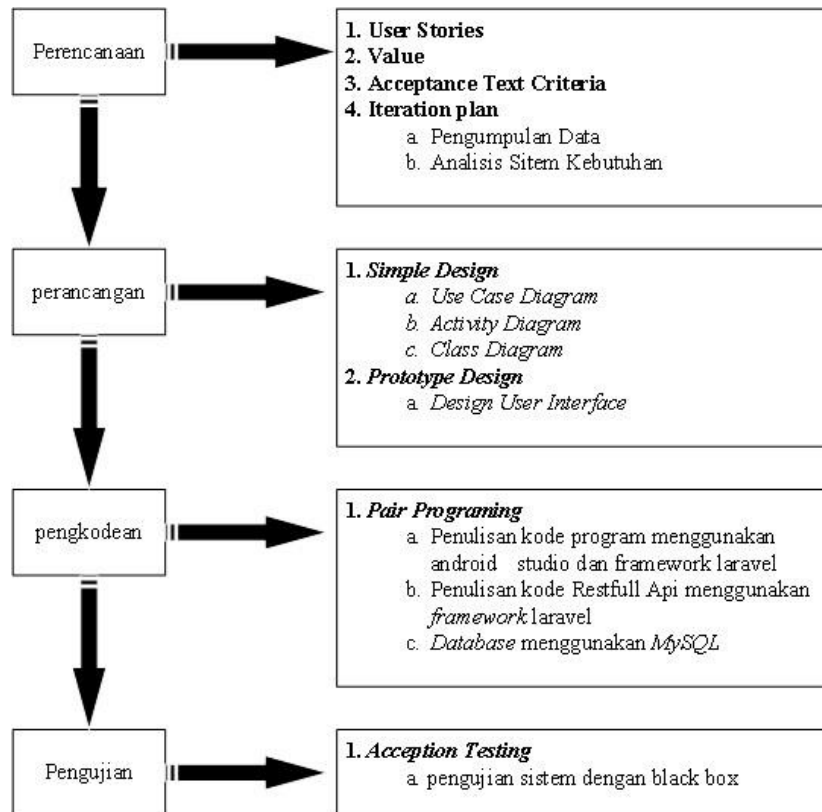 Perencanaan
1. User Stories
2. Value
3. Acceptance Text Criteria
4. Iteration plan
a. Pengumpulan Data
b. Analisis Sitem Kebutuhan
perancangan
1. Simple Design
a. Use Case Diagram
b. Activity Diagram
c. Class Diagram
2. Prototype Design
a. Design User Interface
pengkodean
1. Pair Programing
a. Penulisan kode program menggunakan
android studio dan framework laravel
b. Penulisan kode Restfull Api menggunakan
framework laravel
c. Database menggunakan MySQL
Pengujian
1. Acception Testing
a. pengujian sistem dengan black box